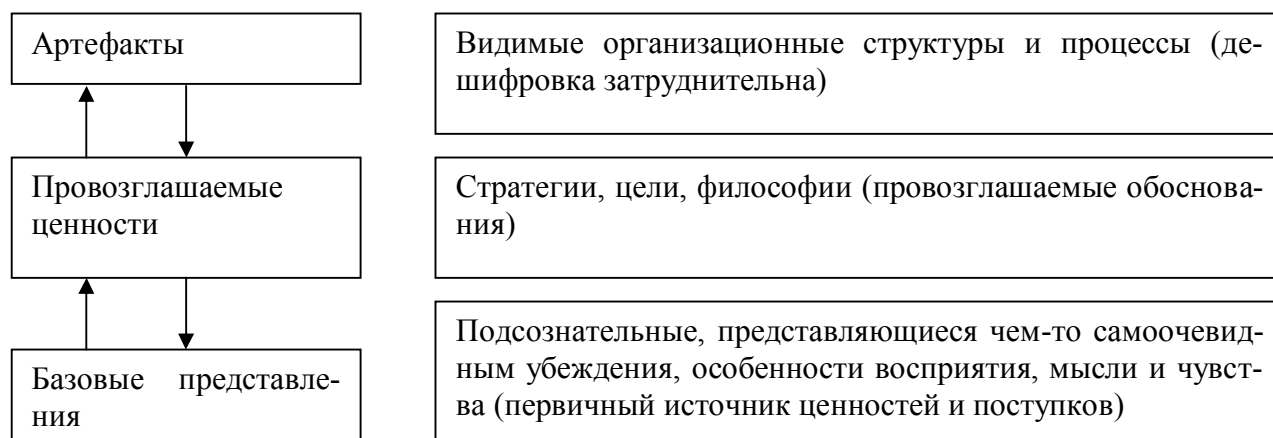 Артефакты
Видимые организационные структуры и процессы (де-
шифровка затруднительна)
Провозглашаемые
ценности
Стратегии, цели, философии (провозглашаемые обоснова-
ния)
Базовые представле-
ния
Подсознательные, представляющиеся чем-то самоочевид-
ным убеждения, особенности восприятия, мысли и чувст-
ва (первичный источник ценностей и поступков)